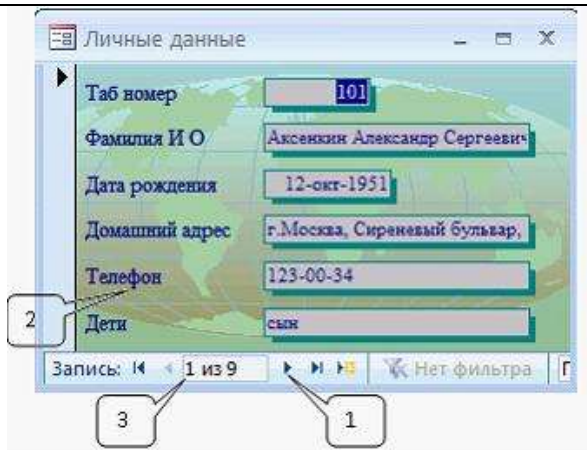 Личные данные
Таб номер 101
Фамилия И О Аксенкин Александр Сергеевич
Дата рождения 12-окт-1951
Домашний адрес г.Москва, Сиреневый бульвар,
Телефон 123-00-34
2
Дети сын
Запись: 1 из 9 Нет фильтра П
3 1